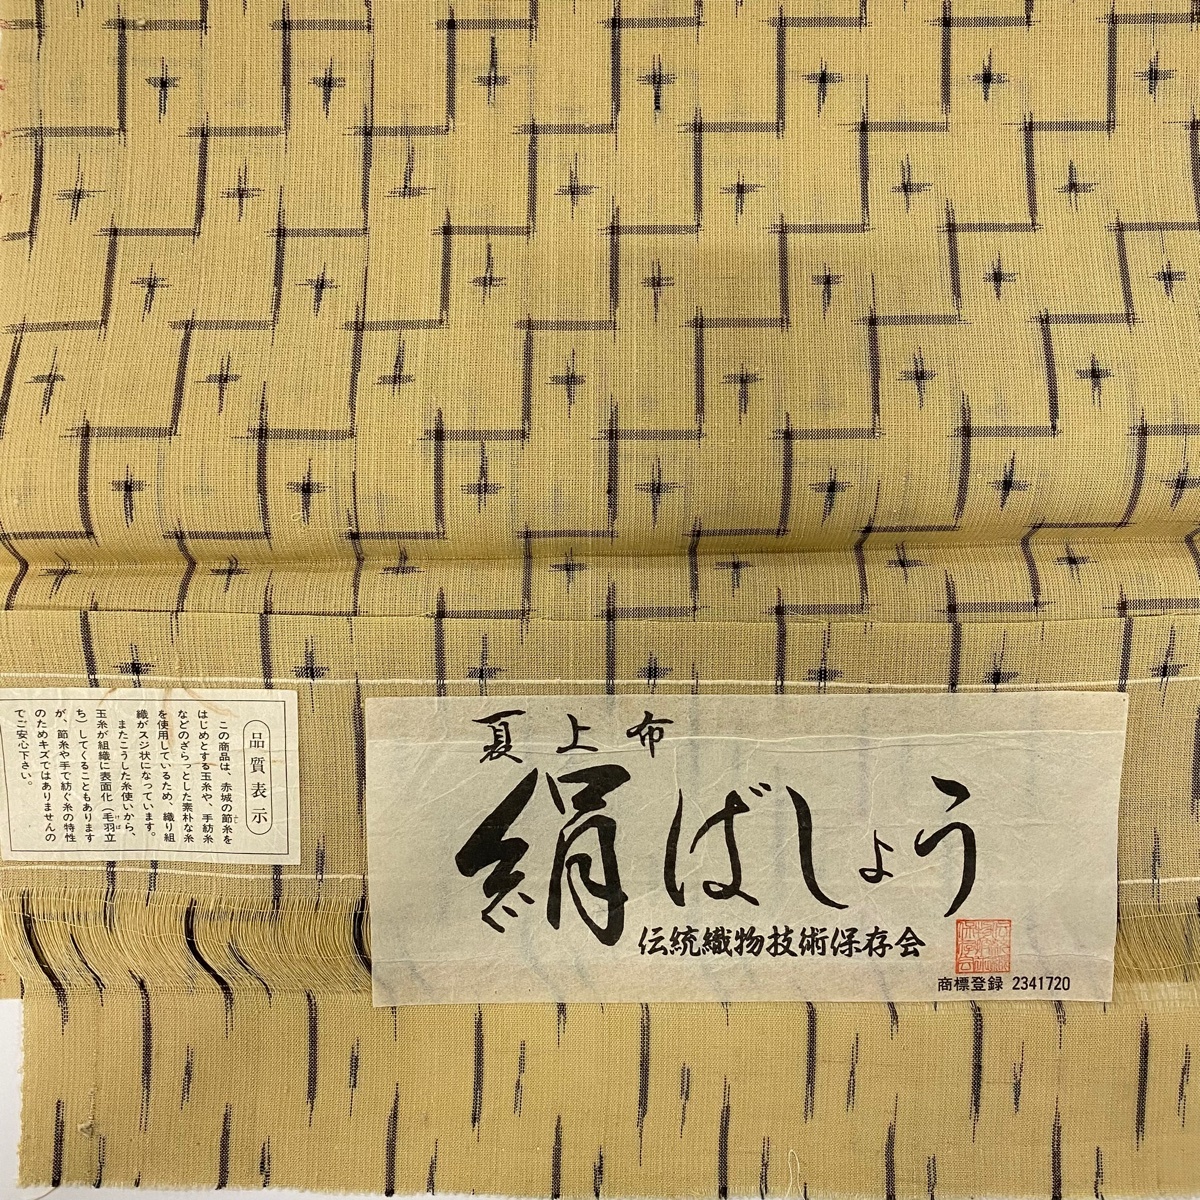 夏上布
絹ばしょう
伝統織物技術保存会
商標登録 2341720
品質表示
この商品は、赤城の節糸を
はじめとする玉糸や、手紡糸
などのざらっとした素朴な糸
を使用しているため、織り組
織がスジ状になっています。
またこうした糸使いから、
玉糸が組織に表面化(毛羽立
ち)してくることもあります
が、節糸や手で紡ぐ糸の特性
のためキズではありませんの
でご安心下さい。